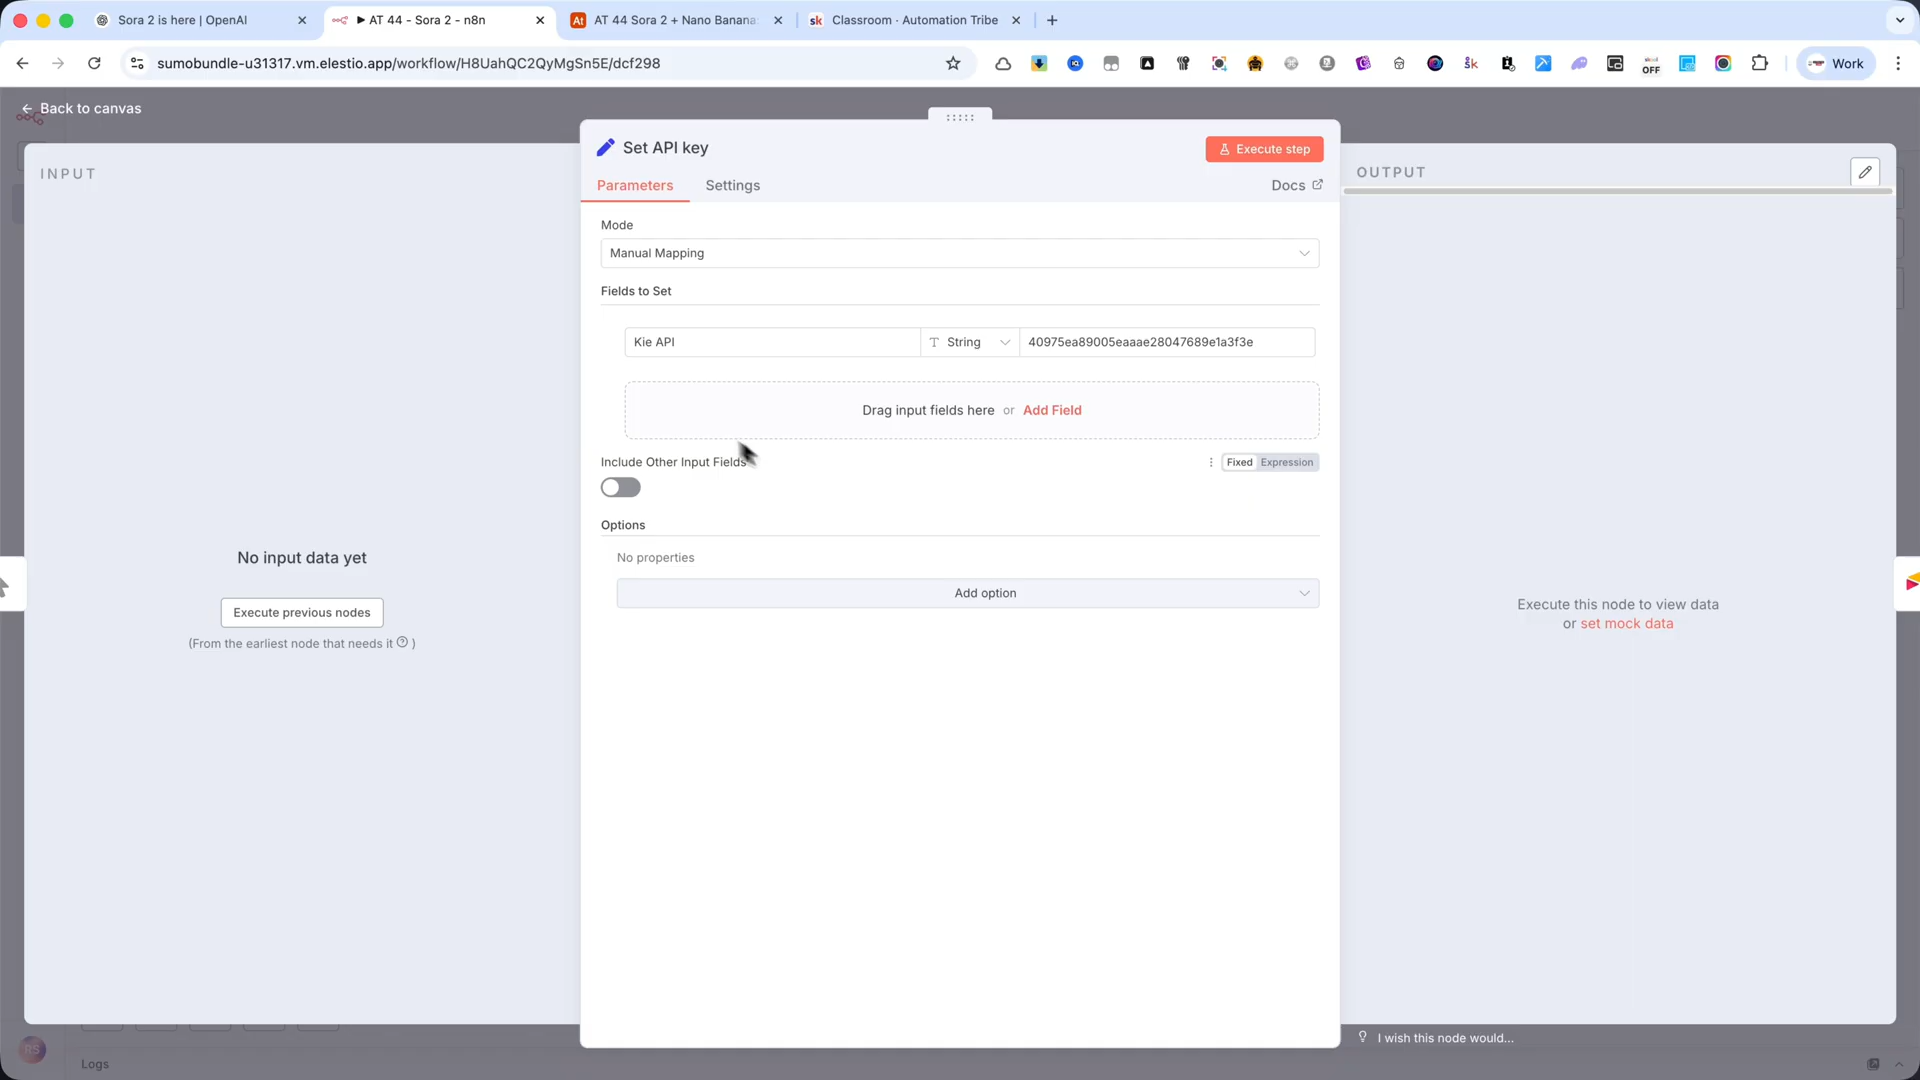 Sora 2 is here | OpenAI
AT 44 - Sora 2 - n8n
At
AT 44 Sora 2 + Nano Banana
sk
Classroom · Automation Tribe
sumobundle-u31317.vm.elestio.app/workflow/H8UahQC2QyMgSn5E/dcf298
OFF
Work
Back to canvas
INPUT
Set API key
Execute step
OUTPUT
Parameters
Settings
Docs
Mode
Manual Mapping
Fields to Set
Kie API
T String
40975ea89005eaaae28047689e1a3f3e
Drag input fields here or Add Field
Include Other Input Fields
Fixed
Expression
Options
No properties
Add option
No input data yet
Execute previous nodes
(From the earliest node that needs it ? )
Execute this node to view data
or set mock data
I wish this node would...
RS
Logs